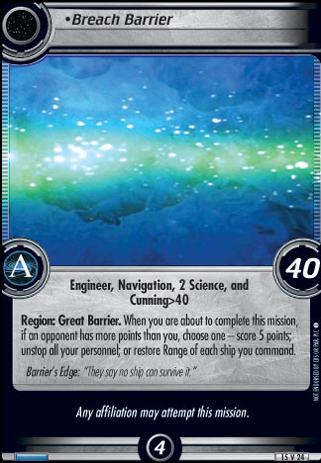 •Breach Barrier
A
40
Engineer, Navigation, 2 Science, and
Cunning>40
Region: Great Barrier. When you are about to complete this mission,
if an opponent has more points than you, choose one – score 5 points;
unstop all your personnel; or restore Range of each ship you command.
Barrier's Edge: "They say no ship can survive it."
Any affiliation may attempt this mission.
4
15 V 24